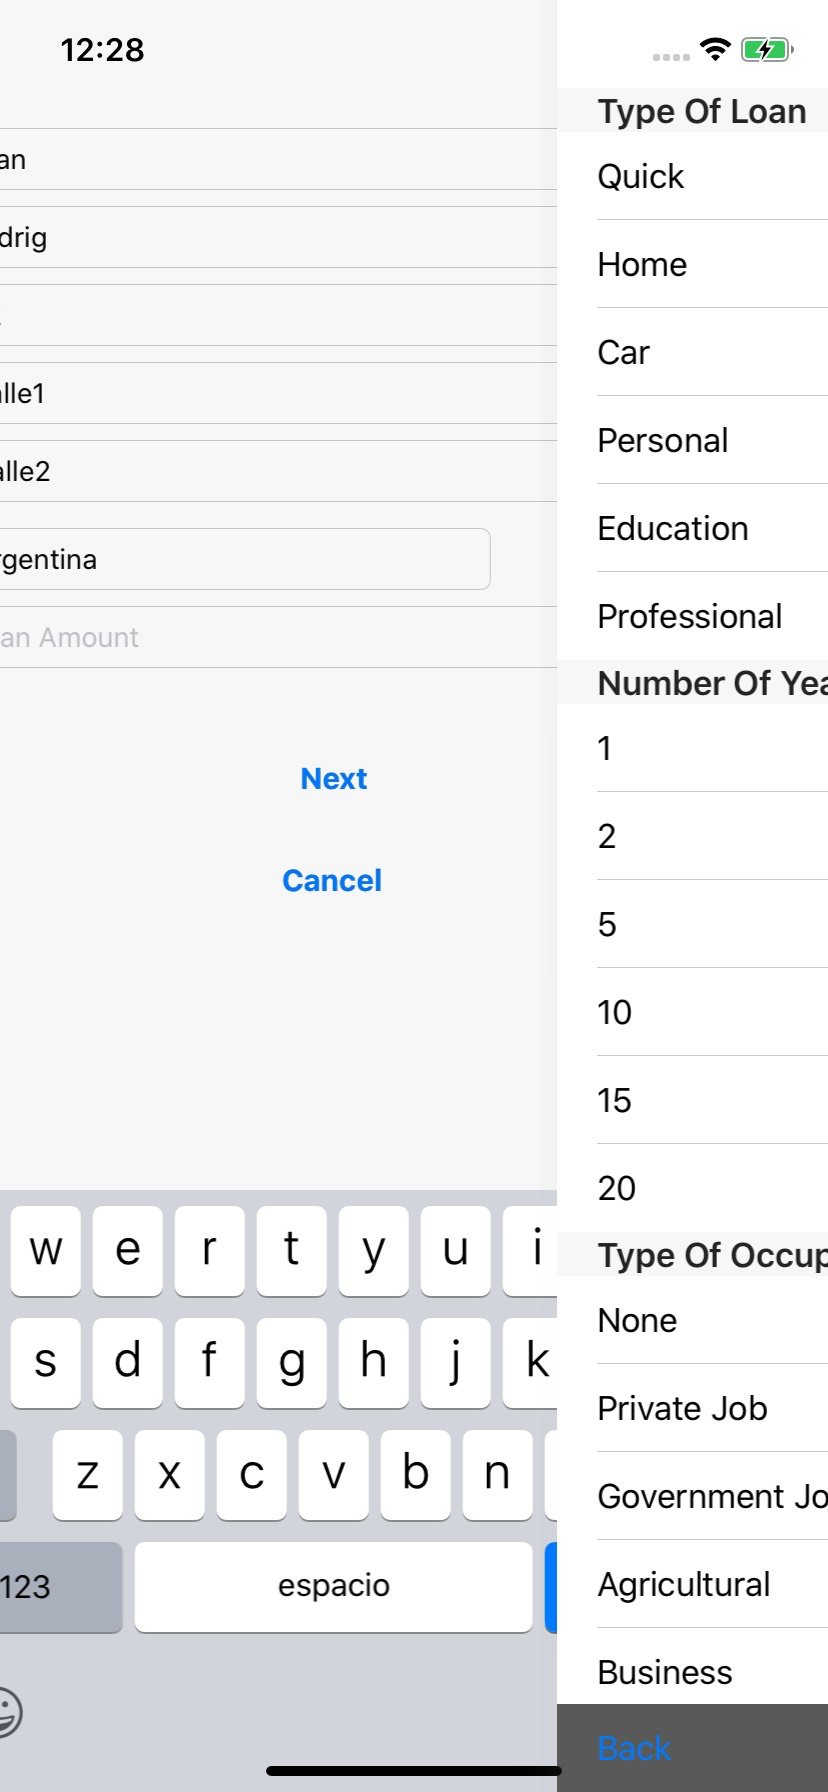 12:28
an
drig
lle1
alle2
rgentina
an Amount
Next
Cancel
w e r t y u i
s d f g h j k
z x c v b n
123 espacio
Type Of Loan
Quick
Home
Car
Personal
Education
Professional
Number Of Yea
1
2
5
10
15
20
Type Of Occup
None
Private Job
Government Jo
Agricultural
Business
Back